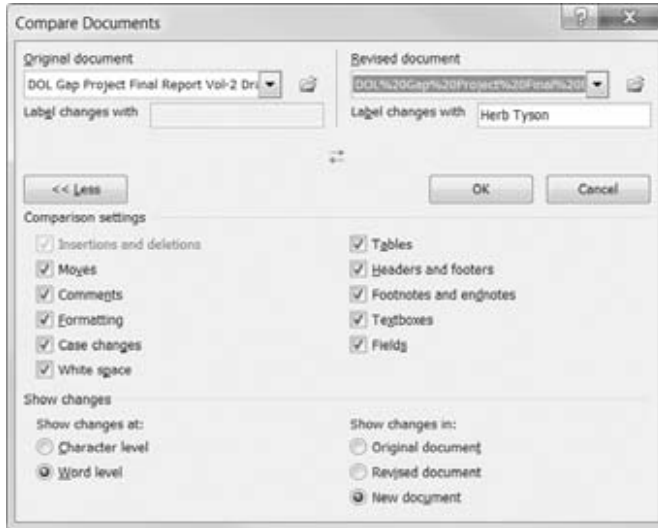 Compare Documents
Original document
Revised document
DOL Gap Project Final Report Vol-2 Dra
DOL%20Gap%20Project%20Final%20
Label changes with
Label changes with
Herb Tyson
<< Less
OK
Cancel
Comparison settings
Insertions and deletions
Moves
Comments
Formatting
Case changes
White space
Tables
Headers and footers
Footnotes and endnotes
Textboxes
Fields
Show changes
Show changes at:
Character level
Word level
Show changes in:
Original document
Revised document
New document